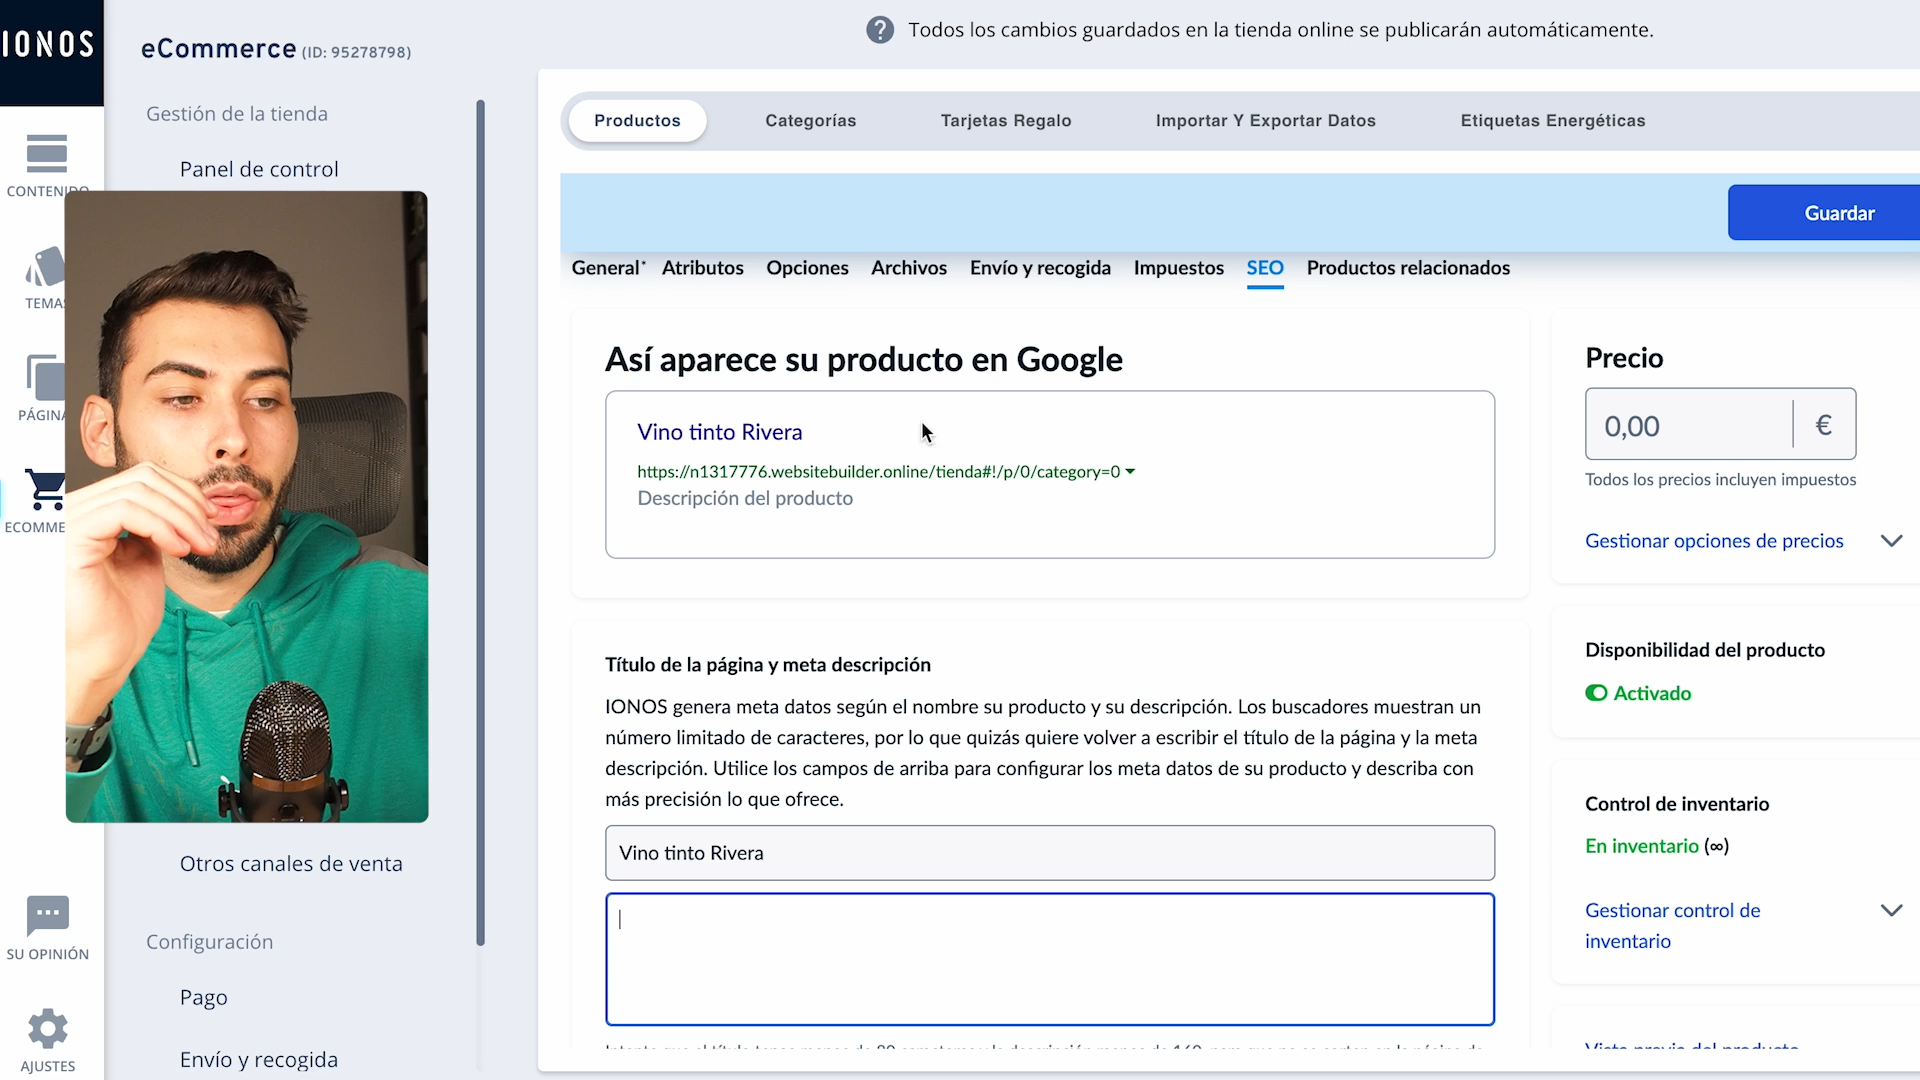 IONOS
eCommerce (ID: 95278798)
Todos los cambios guardados en la tienda online se publicarán automáticamente.
Gestión de la tienda
Panel de control
CONTENIDO
TEMAS
PÁGINA
ECOMME
Otros canales de venta
SU OPINIÓN
Configuración
Pago
Envío y recogida
AJUSTES
Productos
Categorías
Tarjetas Regalo
Importar Y Exportar Datos
Etiquetas Energéticas
Guardar
General*
Atributos
Opciones
Archivos
Envío y recogida
Impuestos
SEO
Productos relacionados
Así aparece su producto en Google
Vino tinto Rivera
https://n1317776.websitebuilder.online/tienda#!/p/0/category=0
Descripción del producto
Título de la página y meta descripción
IONOS genera meta datos según el nombre su producto y su descripción. Los buscadores muestran un
número limitado de caracteres, por lo que quizás quiere volver a escribir el título de la página y la meta
descripción. Utilice los campos de arriba para configurar los meta datos de su producto y describa con
más precisión lo que ofrece.
Vino tinto Rivera
Precio
0,00 €
Todos los precios incluyen impuestos
Gestionar opciones de precios
Disponibilidad del producto
Activado
Control de inventario
En inventario (∞)
Gestionar control de
inventario
Vista previa del producto